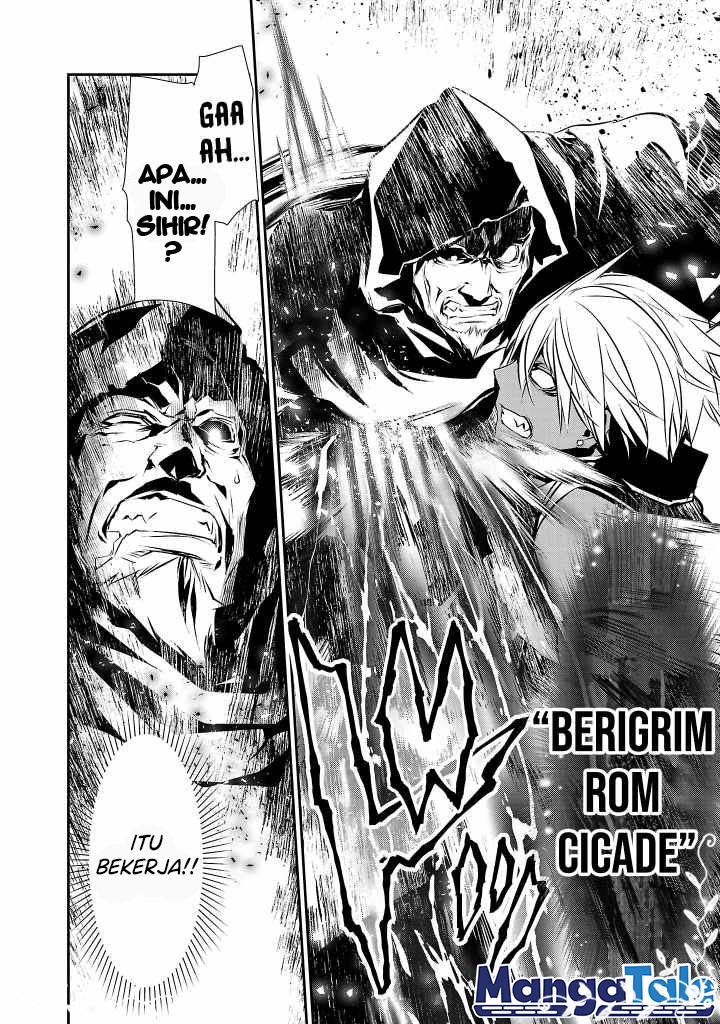 “BERIGRIM
ROM
CICADE”
GAA
AH...
APA...
INI...
SIHIR!
?
ITU
BEKERJA!!
MangaTale